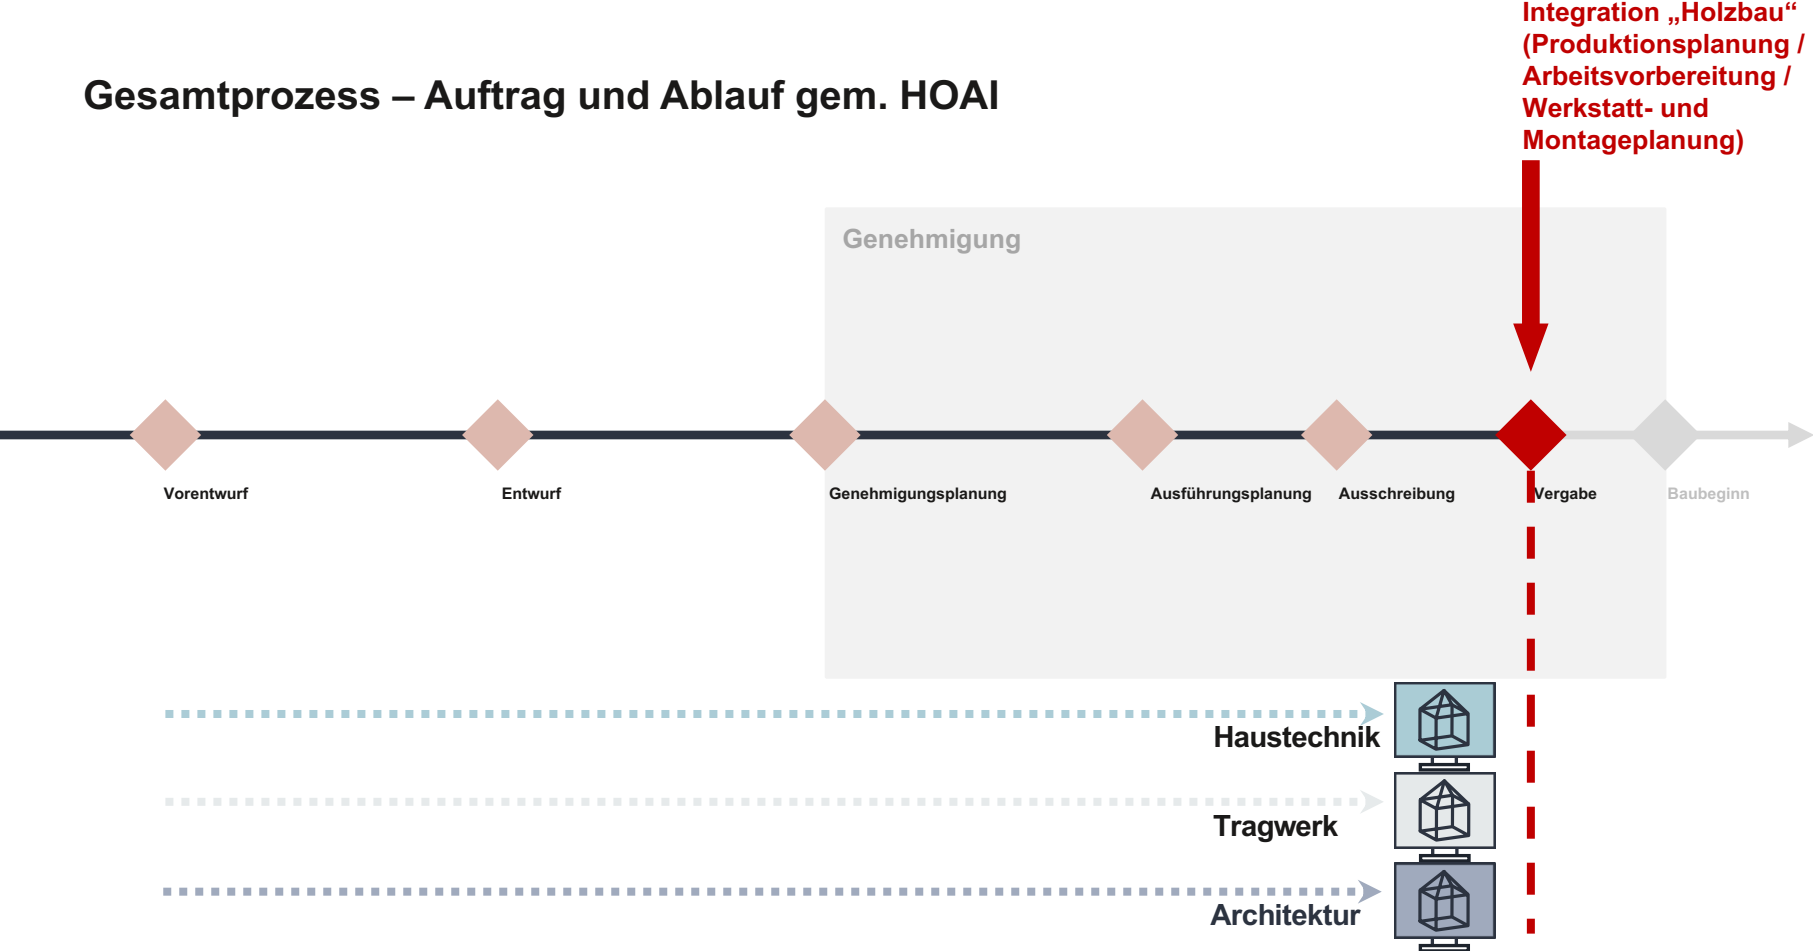 Integration „Holzbau“
(Produktionsplanung /
Arbeitsvorbereitung /
Werkstatt- und
Montageplanung)
Gesamtprozess – Auftrag und Ablauf gem. HOAI
Genehmigung
Vorentwurf
Entwurf
Genehmigungsplanung
Ausführungsplanung
Ausschreibung
Vergabe
Baubeginn
Haustechnik
Tragwerk
Architektur